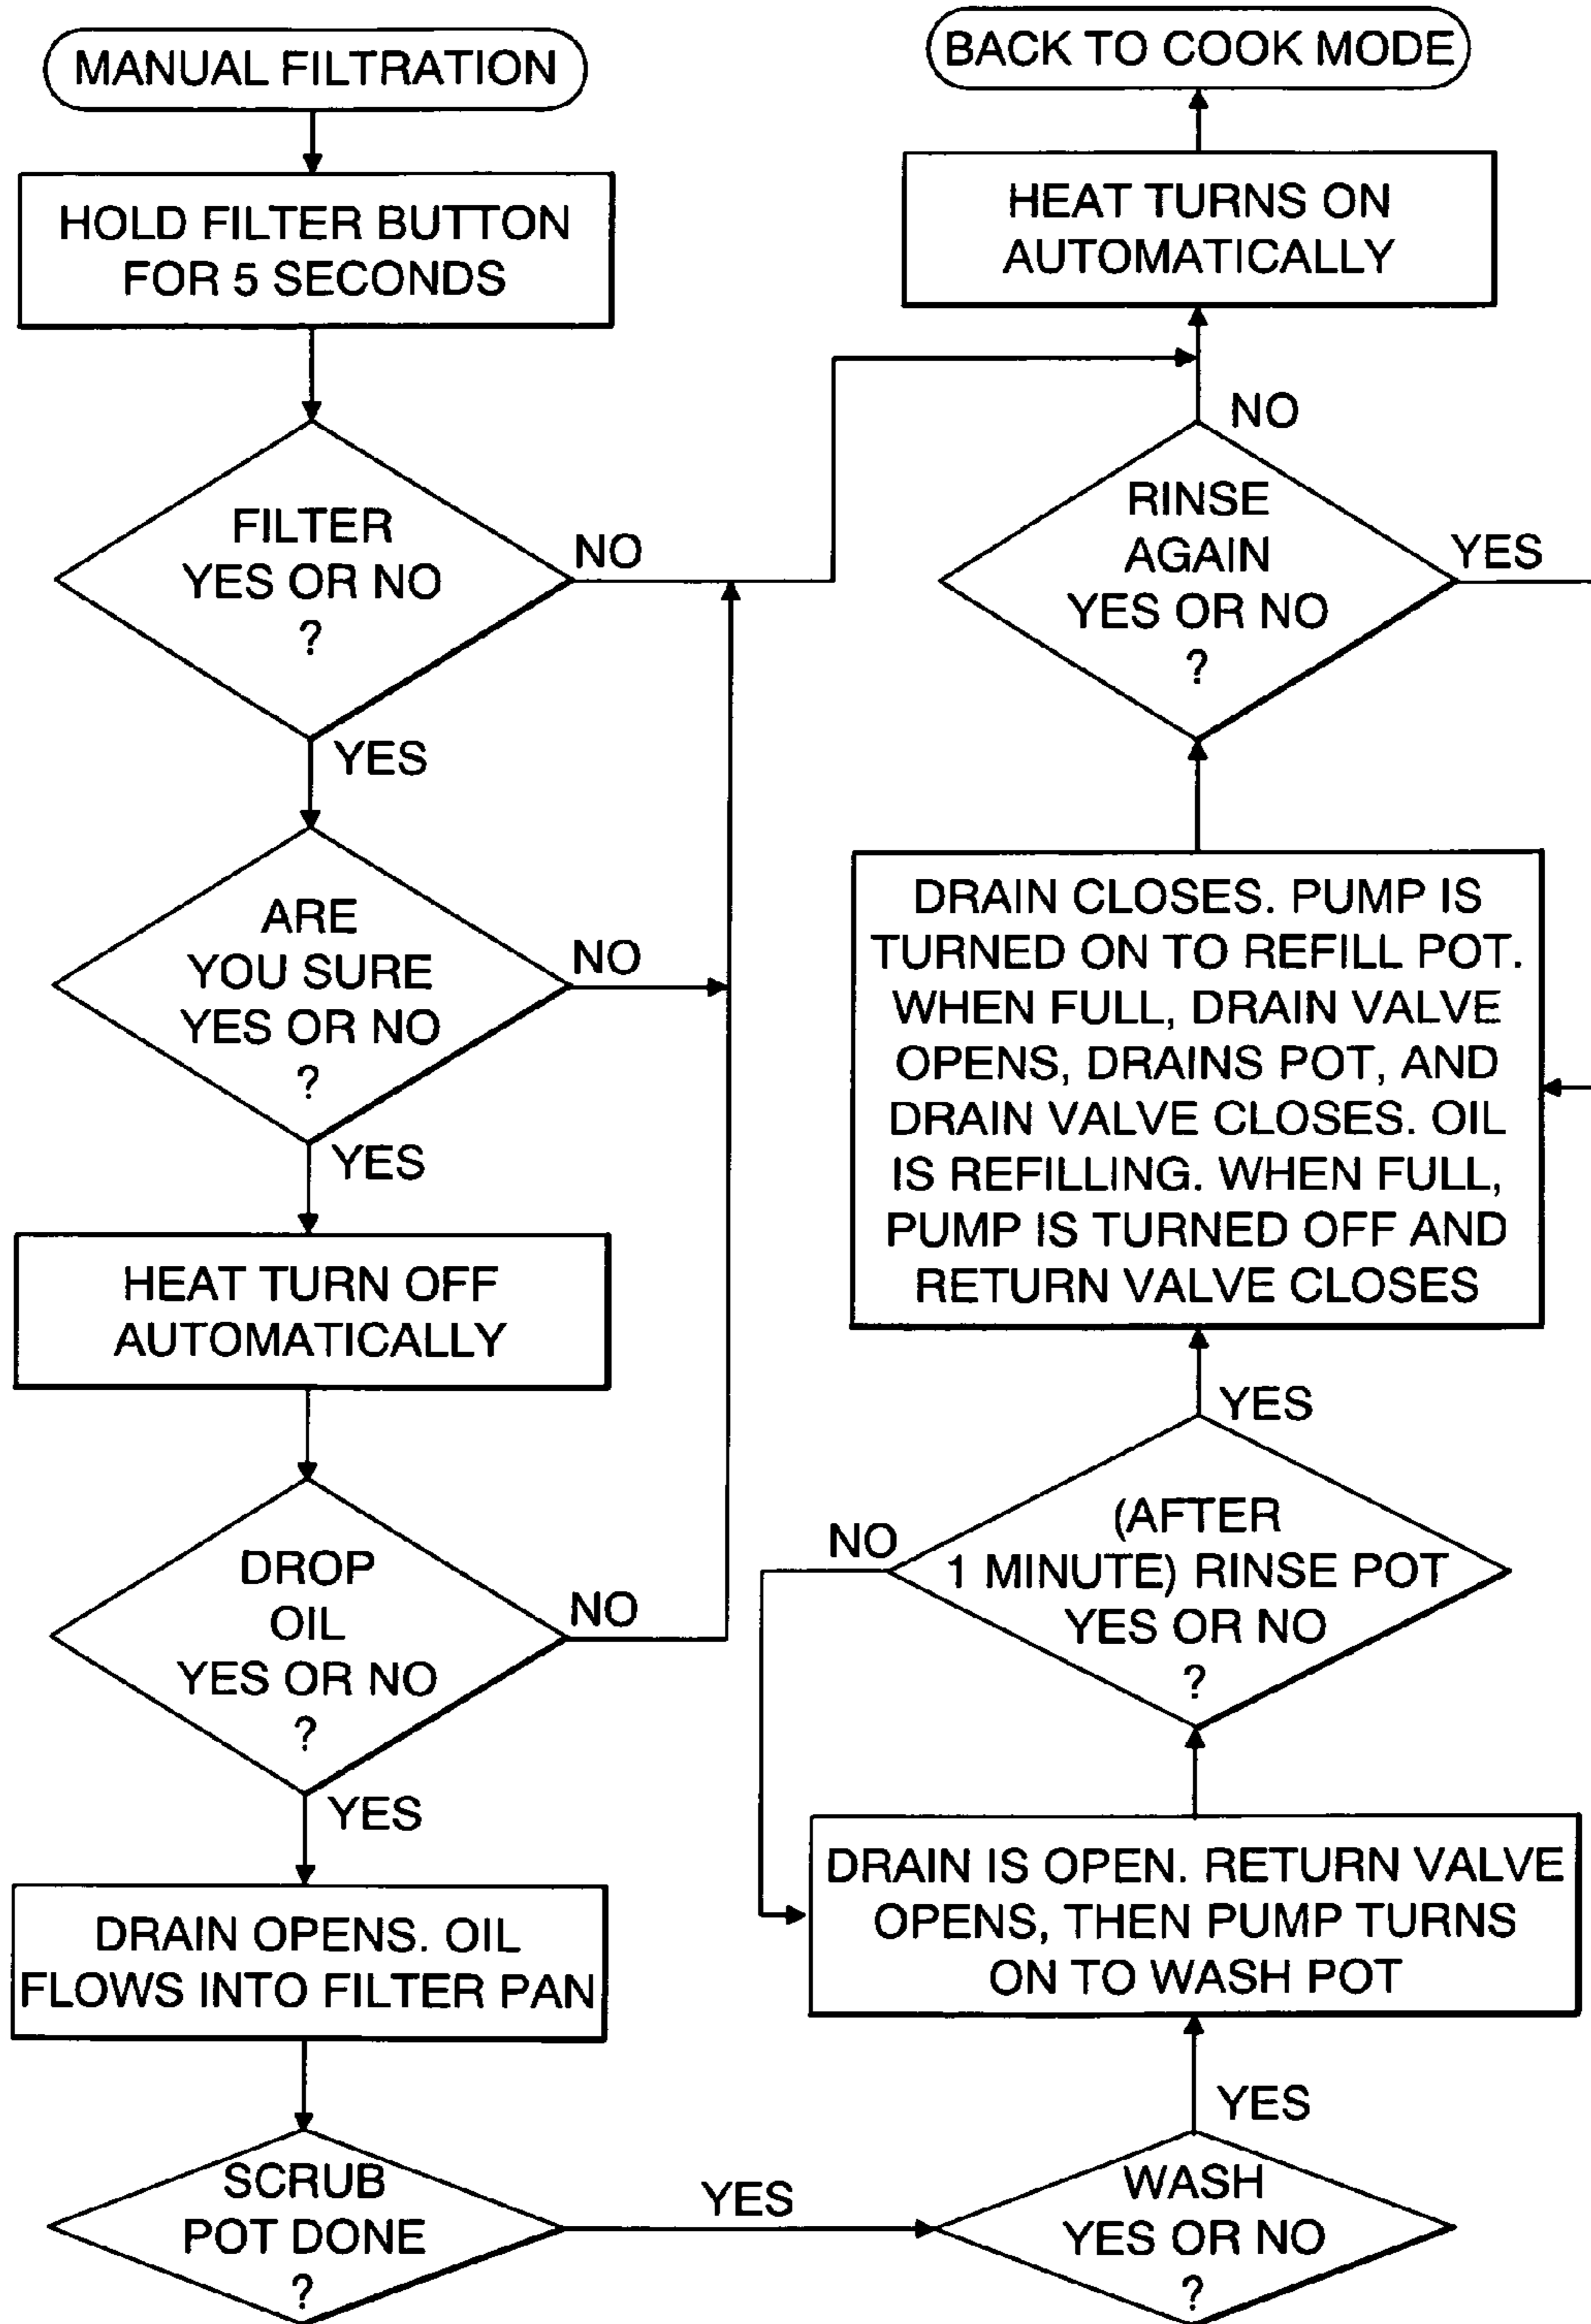 MANUAL FILTRATION
HOLD FILTER BUTTON
FOR 5 SECONDS
FILTER
YES OR NO
?
NO
YES
ARE
YOU SURE
YES OR NO
?
NO
YES
HEAT TURN OFF
AUTOMATICALLY
DROP
OIL
YES OR NO
?
NO
YES
DRAIN OPENS. OIL
FLOWS INTO FILTER PAN
SCRUB
POT DONE
?
YES
WASH
YES OR NO
?
YES
DRAIN IS OPEN. RETURN VALVE
OPENS, THEN PUMP TURNS
ON TO WASH POT
(AFTER
1 MINUTE) RINSE POT
YES OR NO
?
NO
YES
DRAIN CLOSES. PUMP IS
TURNED ON TO REFILL POT.
WHEN FULL, DRAIN VALVE
OPENS, DRAINS POT, AND
DRAIN VALVE CLOSES. OIL
IS REFILLING. WHEN FULL,
PUMP IS TURNED OFF AND
RETURN VALVE CLOSES
RINSE
AGAIN
YES OR NO
?
YES
NO
HEAT TURNS ON
AUTOMATICALLY
BACK TO COOK MODE